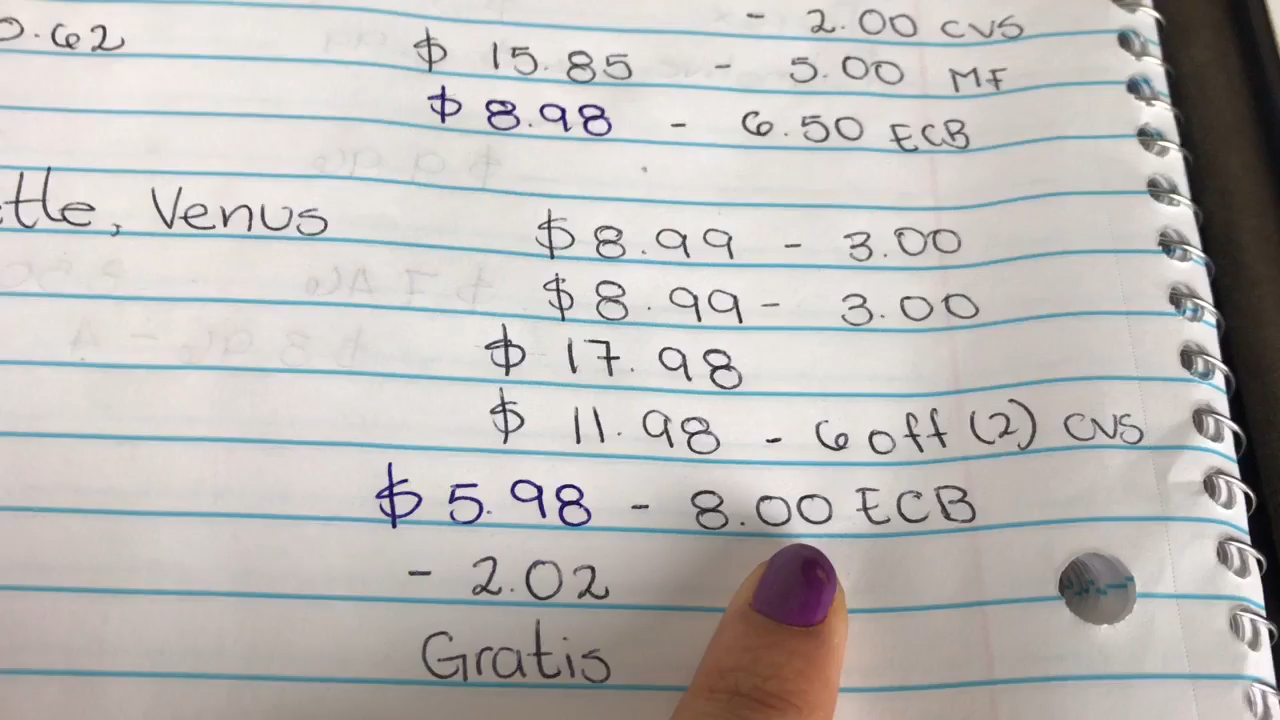 - 2.00 CVS
0.62 $ 15.85 - 5.00 MF
$ 8.98 - 6.50 ECB
Venus
$ 8.99 - 3.00
$ 8.99 - 3.00
$ 17.98
$ 11.98 - 6 off (2) CVS
$ 5.98 - 8.00 ECB
- 2.02
Gratis